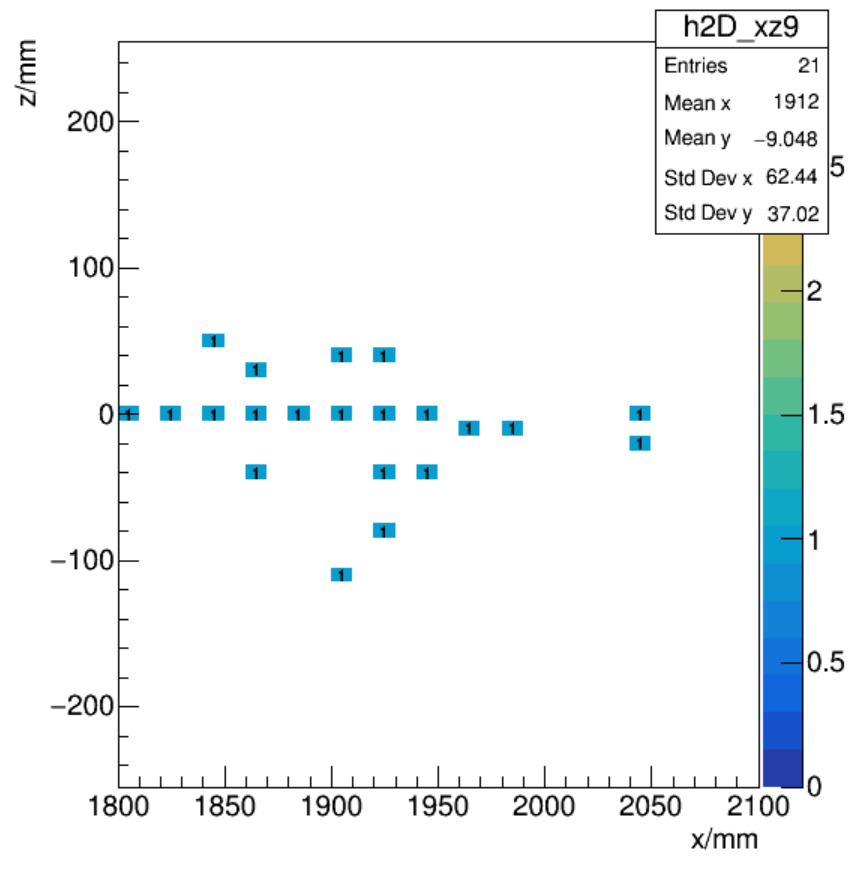 h2D_xz9
Entries 21
Mean x 1912
Mean y −9.048
Std Dev x 62.44
Std Dev y 37.02
z/mm
200
100
0
−100
−200
5
2
1.5
1
0.5
0
1
1 1
1
1 1 1 1 1 1 1 1 1
1 1
1
1 1 1
1
1
1800 1850 1900 1950 2000 2050 2100
x/mm